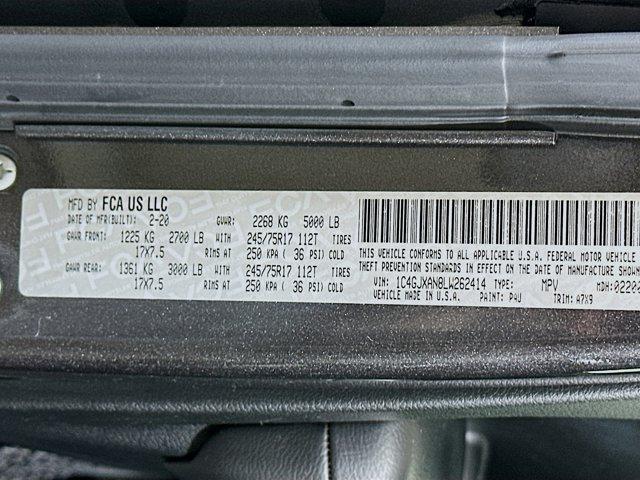 MFD BY FCA US LLC
DATE OF MFR(BUILT): 2-20 GVWR: 2268 KG 5000 LB
GAWR FRONT: 1225 KG 2700 LB WITH 245/75R17 112T TIRES
17X7.5 RIMS AT 250 KPA ( 36 PSI) COLD
GAWR REAR: 1361 KG 3000 LB WITH 245/75R17 112T TIRES
17X7.5 RIMS AT 250 KPA ( 36 PSI) COLD
THIS VEHICLE CONFORMS TO ALL APPLICABLE U.S.A. FEDERAL MOTOR VEHICLE
THEFT PREVENTION STANDARDS IN EFFECT ON THE DATE OF
VIN: 1C4GJXAN8LW262414 TYPE: MPV MDH:02200
VEHICLE MADE IN U.S.A. PAINT: PAU TRIM: A7X9